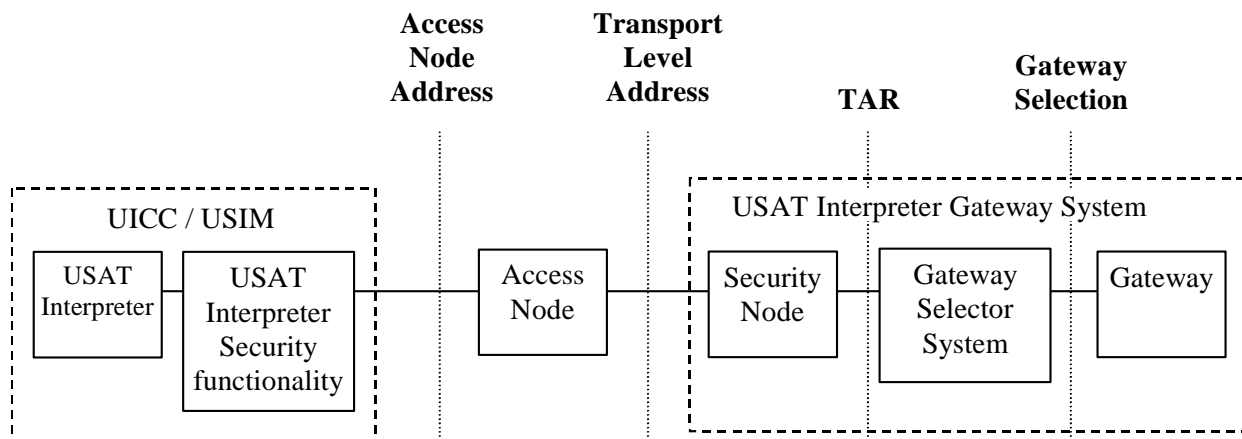 Access
Node
Address
Transport
Level
Address
TAR
Gateway
Selection
UICC / USIM
USAT Interpreter Gateway System
USAT
Interpreter
USAT
Interpreter
Security
functionality
Access
Node
Security
Node
Gateway
Selector
System
Gateway